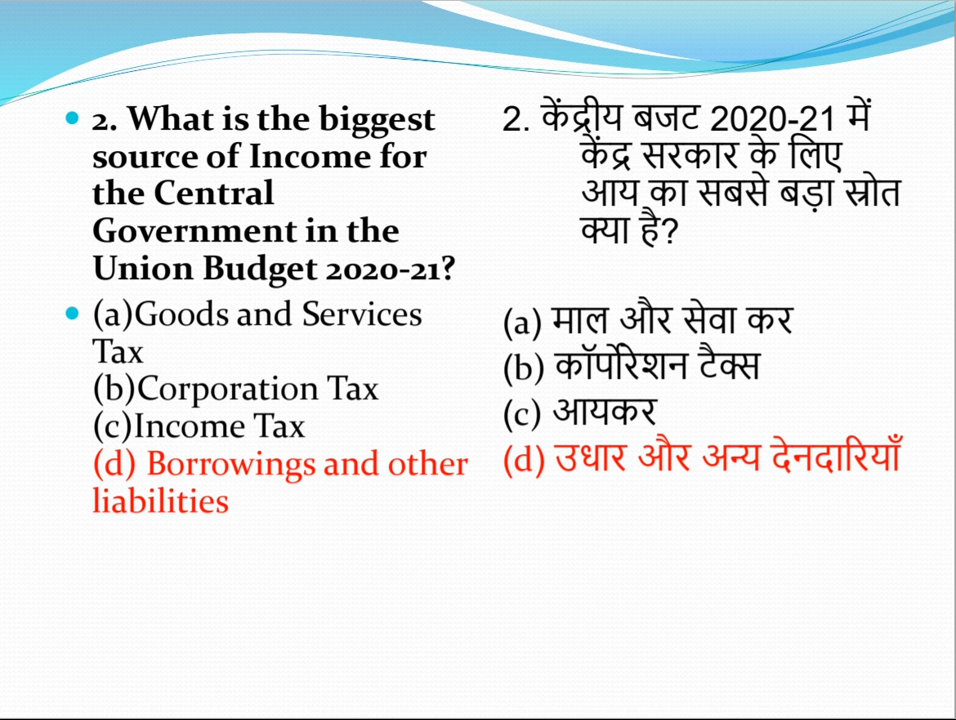 2. What is the biggest
source of Income for
the Central
Government in the
Union Budget 2020-21?
(a)Goods and Services
Tax
(b)Corporation Tax
(c)Income Tax
(d) Borrowings and other
liabilities
2. केंद्रीय बजट 2020-21 में
केंद्र सरकार के लिए
आय का सबसे बड़ा स्रोत
क्या है?
(a) माल और सेवा कर
(b) कॉर्पोरेशन टैक्स
(c) आयकर
(d) उधार और अन्य देनदारियाँ